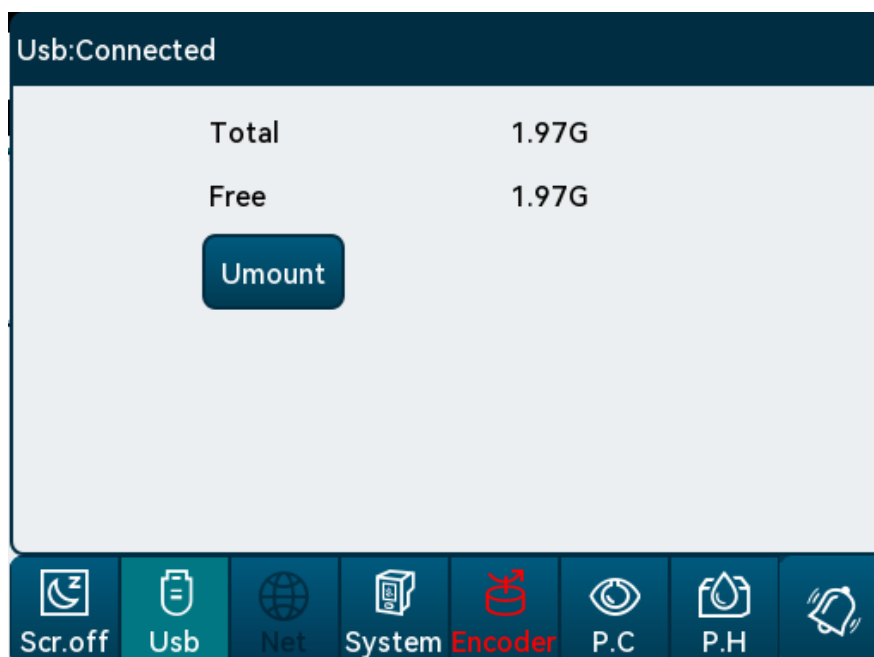 Usb:Connected
Total 1.97G
Free 1.97G
Umount
Scr.off Usb Net System Encoder P.C P.H